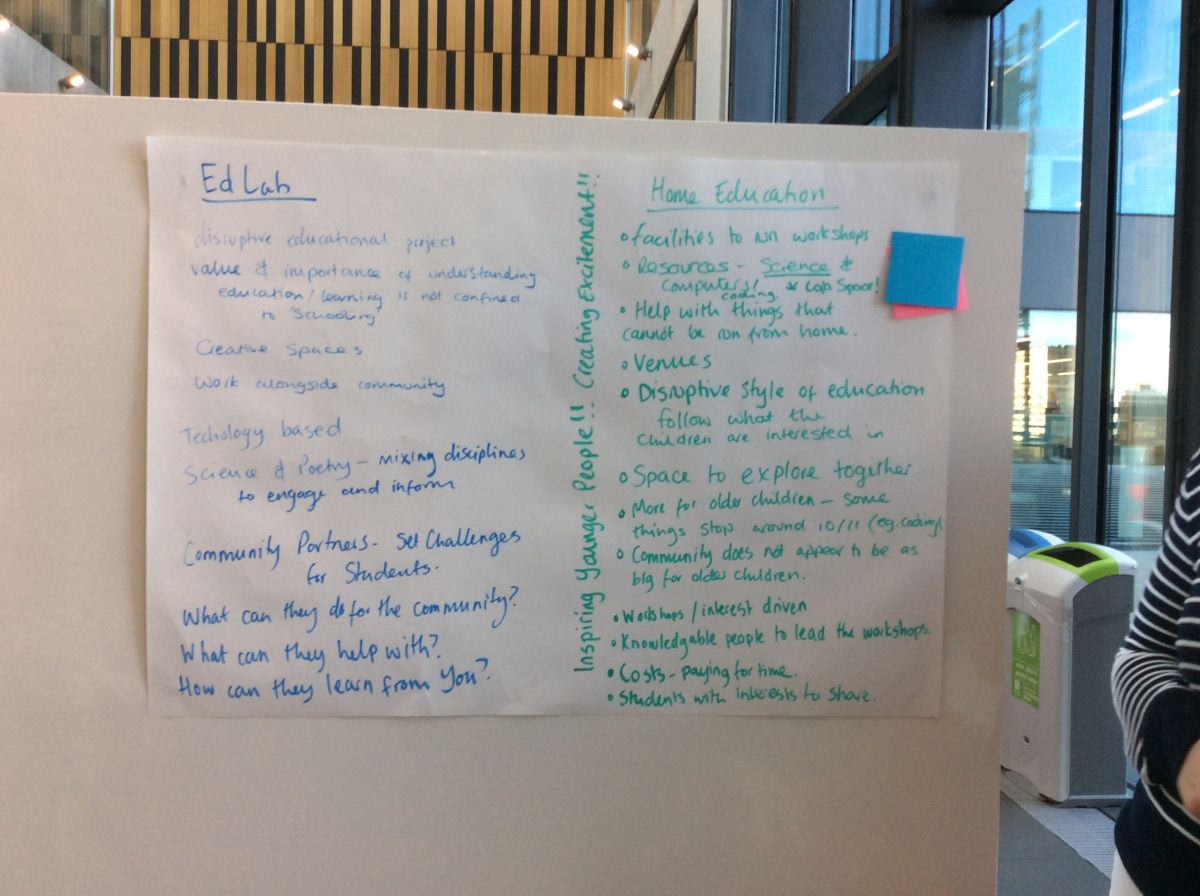 Ed Lab
disruptive educational project
value & importance of understanding
education/learning is not confined
to 'schooling'
Creative Spaces
Work alongside community
Techology based
Science & Poetry - mixing disciplines
to engage and inform
Community Partners - Set Challenges
for Students.
What can they do for the community?
What can they help with?
How can they learn from You?
Inspiring Younger People!! Creating Excitement!!
Home Education
• facilities to run workshops
• Resources - Science &
computers/coding * Lab Space!
• Help with things that
cannot be run from home.
• Venues
• Disruptive Style of education
follow what the
children are interested in
• Space to explore together
• More for older children - some
things stop around 10/11 (eg. coding)
• Community does not appear to be as
big for older children.
• Workshops / interest driven
• Knowledgable people to lead the workshops.
• Costs - paying for time.
• Students with interests to share.